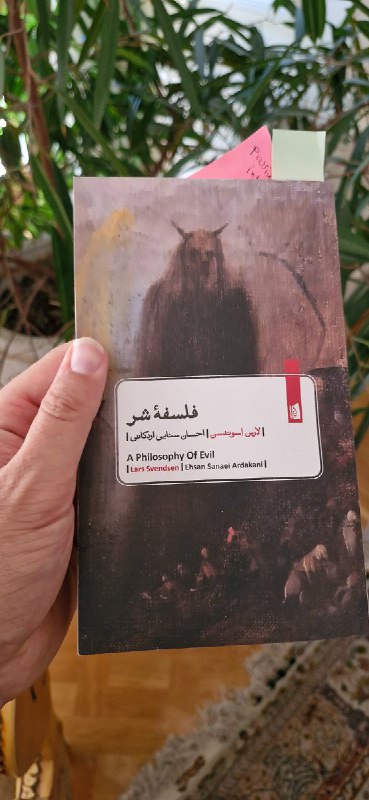 فلسفهٔ شر
| لارس اسوندسن | احسان سنایی اردکانی |
A Philosophy Of Evil
| Lars Svendsen | Ehsan Sanaei Ardakani |